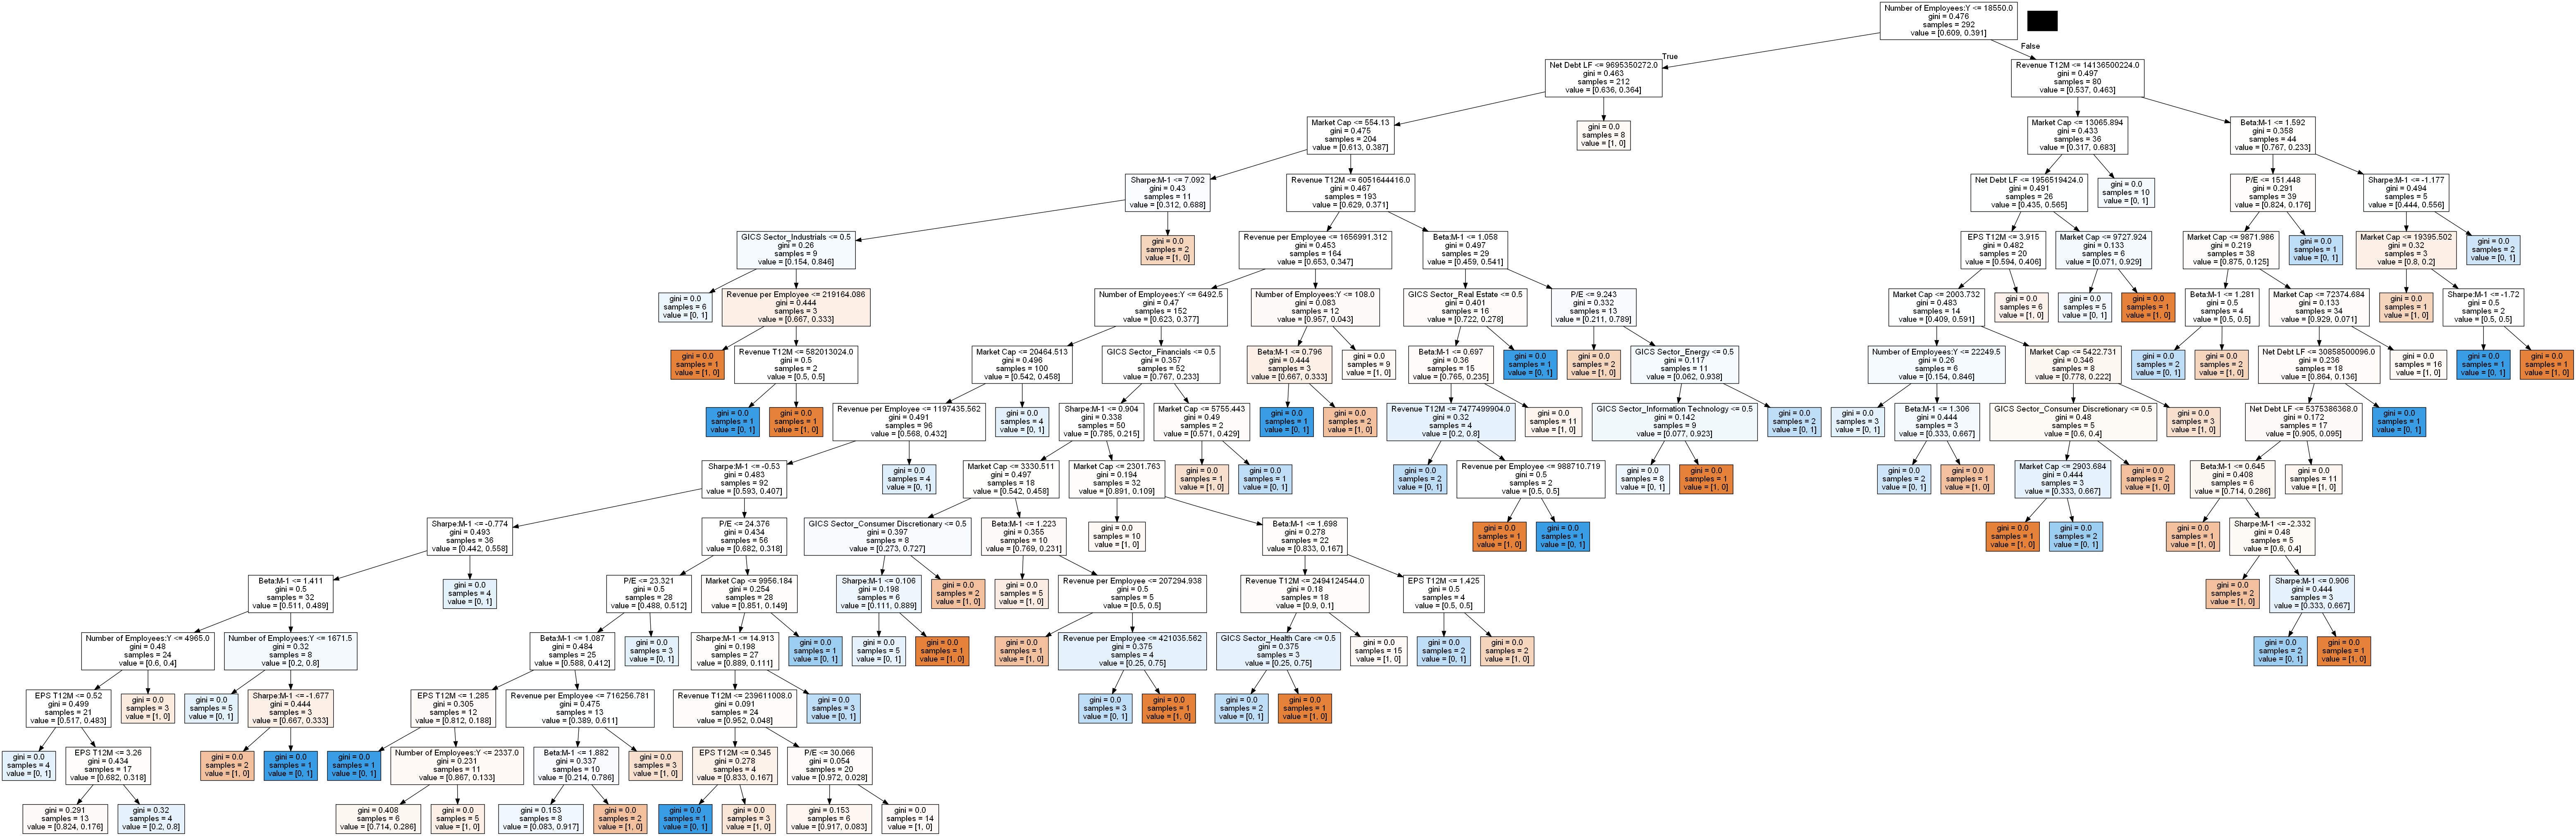 Number of Employees:Y <= 18550.0
gini = 0.476
samples = 292
value = [0.609, 0.391]
True
False
Net Debt LF <= 9695350272.0
gini = 0.463
samples = 212
value = [0.636, 0.364]
Revenue T12M <= 14136500224.0
gini = 0.497
samples = 80
value = [0.537, 0.463]
Market Cap <= 554.13
gini = 0.475
samples = 204
value = [0.613, 0.387]
gini = 0.0
samples = 8
value = [1, 0]
Market Cap <= 13065.894
gini = 0.433
samples = 36
value = [0.317, 0.683]
Beta:M-1 <= 1.592
gini = 0.358
samples = 44
value = [0.767, 0.233]
Sharpe:M-1 <= 7.092
gini = 0.43
samples = 11
value = [0.312, 0.688]
Revenue T12M <= 6051644416.0
gini = 0.467
samples = 193
value = [0.629, 0.371]
Net Debt LF <= 1956519424.0
gini = 0.491
samples = 26
value = [0.435, 0.565]
gini = 0.0
samples = 10
value = [0, 1]
P/E <= 151.448
gini = 0.291
samples = 39
value = [0.824, 0.176]
Sharpe:M-1 <= -1.177
gini = 0.494
samples = 5
value = [0.444, 0.556]
GICS Sector_Industrials <= 0.5
gini = 0.26
samples = 9
value = [0.154, 0.846]
gini = 0.0
samples = 2
value = [1, 0]
Revenue per Employee <= 1656991.312
gini = 0.453
samples = 164
value = [0.653, 0.347]
Beta:M-1 <= 1.058
gini = 0.497
samples = 29
value = [0.459, 0.541]
EPS T12M <= 3.915
gini = 0.482
samples = 20
value = [0.594, 0.406]
Market Cap <= 9727.924
gini = 0.133
samples = 6
value = [0.071, 0.929]
Market Cap <= 9871.986
gini = 0.219
samples = 38
value = [0.875, 0.125]
gini = 0.0
samples = 1
value = [0, 1]
Market Cap <= 19395.502
gini = 0.32
samples = 3
value = [0.8, 0.2]
gini = 0.0
samples = 2
value = [0, 1]
gini = 0.0
samples = 6
value = [0, 1]
Revenue per Employee <= 219164.086
gini = 0.444
samples = 3
value = [0.667, 0.333]
Number of Employees:Y <= 6492.5
gini = 0.47
samples = 152
value = [0.623, 0.377]
Number of Employees:Y <= 108.0
gini = 0.083
samples = 12
value = [0.957, 0.043]
GICS Sector_Real Estate <= 0.5
gini = 0.401
samples = 16
value = [0.722, 0.278]
P/E <= 9.243
gini = 0.332
samples = 13
value = [0.211, 0.789]
Market Cap <= 2003.732
gini = 0.483
samples = 14
value = [0.409, 0.591]
gini = 0.0
samples = 6
value = [1, 0]
gini = 0.0
samples = 5
value = [0, 1]
gini = 0.0
samples = 1
value = [1, 0]
Beta:M-1 <= 1.281
gini = 0.5
samples = 4
value = [0.5, 0.5]
Market Cap <= 72374.684
gini = 0.133
samples = 34
value = [0.929, 0.071]
gini = 0.0
samples = 1
value = [1, 0]
Sharpe:M-1 <= -1.72
gini = 0.5
samples = 2
value = [0.5, 0.5]
gini = 0.0
samples = 1
value = [1, 0]
Revenue T12M <= 582013024.0
gini = 0.5
samples = 2
value = [0.5, 0.5]
Market Cap <= 20464.513
gini = 0.496
samples = 100
value = [0.542, 0.458]
GICS Sector_Financials <= 0.5
gini = 0.357
samples = 52
value = [0.767, 0.233]
Beta:M-1 <= 0.796
gini = 0.444
samples = 3
value = [0.667, 0.333]
gini = 0.0
samples = 9
value = [1, 0]
Beta:M-1 <= 0.697
gini = 0.36
samples = 15
value = [0.765, 0.235]
gini = 0.0
samples = 1
value = [0, 1]
gini = 0.0
samples = 2
value = [1, 0]
GICS Sector_Energy <= 0.5
gini = 0.117
samples = 11
value = [0.062, 0.938]
Number of Employees:Y <= 22249.5
gini = 0.26
samples = 6
value = [0.154, 0.846]
Market Cap <= 5422.731
gini = 0.346
samples = 8
value = [0.778, 0.222]
gini = 0.0
samples = 2
value = [0, 1]
gini = 0.0
samples = 2
value = [1, 0]
Net Debt LF <= 30858500096.0
gini = 0.236
samples = 18
value = [0.864, 0.136]
gini = 0.0
samples = 16
value = [1, 0]
gini = 0.0
samples = 1
value = [0, 1]
gini = 0.0
samples = 1
value = [1, 0]
gini = 0.0
samples = 1
value = [0, 1]
gini = 0.0
samples = 1
value = [1, 0]
Revenue per Employee <= 1197435.562
gini = 0.491
samples = 96
value = [0.568, 0.432]
gini = 0.0
samples = 4
value = [0, 1]
Sharpe:M-1 <= 0.904
gini = 0.338
samples = 50
value = [0.785, 0.215]
Market Cap <= 5755.443
gini = 0.49
samples = 2
value = [0.571, 0.429]
gini = 0.0
samples = 1
value = [0, 1]
gini = 0.0
samples = 2
value = [1, 0]
Revenue T12M <= 7477499904.0
gini = 0.32
samples = 4
value = [0.2, 0.8]
gini = 0.0
samples = 11
value = [1, 0]
GICS Sector_Information Technology <= 0.5
gini = 0.142
samples = 9
value = [0.077, 0.923]
gini = 0.0
samples = 2
value = [0, 1]
gini = 0.0
samples = 3
value = [0, 1]
Beta:M-1 <= 1.306
gini = 0.444
samples = 3
value = [0.333, 0.667]
GICS Sector_Consumer Discretionary <= 0.5
gini = 0.48
samples = 5
value = [0.6, 0.4]
gini = 0.0
samples = 3
value = [1, 0]
Net Debt LF <= 5375386368.0
gini = 0.172
samples = 17
value = [0.905, 0.095]
gini = 0.0
samples = 1
value = [0, 1]
Sharpe:M-1 <= -0.53
gini = 0.483
samples = 92
value = [0.593, 0.407]
gini = 0.0
samples = 4
value = [0, 1]
Market Cap <= 3330.511
gini = 0.497
samples = 18
value = [0.542, 0.458]
Market Cap <= 2301.763
gini = 0.194
samples = 32
value = [0.891, 0.109]
gini = 0.0
samples = 1
value = [1, 0]
gini = 0.0
samples = 1
value = [0, 1]
gini = 0.0
samples = 2
value = [0, 1]
Revenue per Employee <= 988710.719
gini = 0.5
samples = 2
value = [0.5, 0.5]
gini = 0.0
samples = 8
value = [0, 1]
gini = 0.0
samples = 1
value = [1, 0]
gini = 0.0
samples = 2
value = [0, 1]
gini = 0.0
samples = 1
value = [1, 0]
Market Cap <= 2903.684
gini = 0.444
samples = 3
value = [0.333, 0.667]
gini = 0.0
samples = 2
value = [1, 0]
Beta:M-1 <= 0.645
gini = 0.408
samples = 6
value = [0.714, 0.286]
gini = 0.0
samples = 11
value = [1, 0]
Sharpe:M-1 <= -0.774
gini = 0.493
samples = 36
value = [0.442, 0.558]
P/E <= 24.376
gini = 0.434
samples = 56
value = [0.682, 0.318]
GICS Sector_Consumer Discretionary <= 0.5
gini = 0.397
samples = 8
value = [0.273, 0.727]
Beta:M-1 <= 1.223
gini = 0.355
samples = 10
value = [0.769, 0.231]
gini = 0.0
samples = 10
value = [1, 0]
Beta:M-1 <= 1.698
gini = 0.278
samples = 22
value = [0.833, 0.167]
gini = 0.0
samples = 1
value = [1, 0]
gini = 0.0
samples = 1
value = [0, 1]
gini = 0.0
samples = 1
value = [1, 0]
gini = 0.0
samples = 2
value = [0, 1]
gini = 0.0
samples = 1
value = [1, 0]
Sharpe:M-1 <= -2.332
gini = 0.48
samples = 5
value = [0.6, 0.4]
Beta:M-1 <= 1.411
gini = 0.5
samples = 32
value = [0.511, 0.489]
gini = 0.0
samples = 4
value = [0, 1]
P/E <= 23.321
gini = 0.5
samples = 28
value = [0.488, 0.512]
Market Cap <= 9956.184
gini = 0.254
samples = 28
value = [0.851, 0.149]
Sharpe:M-1 <= 0.106
gini = 0.198
samples = 6
value = [0.111, 0.889]
gini = 0.0
samples = 2
value = [1, 0]
gini = 0.0
samples = 5
value = [1, 0]
Revenue per Employee <= 207294.938
gini = 0.5
samples = 5
value = [0.5, 0.5]
Revenue T12M <= 2494124544.0
gini = 0.18
samples = 18
value = [0.9, 0.1]
EPS T12M <= 1.425
gini = 0.5
samples = 4
value = [0.5, 0.5]
gini = 0.0
samples = 2
value = [1, 0]
Sharpe:M-1 <= 0.906
gini = 0.444
samples = 3
value = [0.333, 0.667]
Number of Employees:Y <= 4965.0
gini = 0.48
samples = 24
value = [0.6, 0.4]
Number of Employees:Y <= 1671.5
gini = 0.32
samples = 8
value = [0.2, 0.8]
Beta:M-1 <= 1.087
gini = 0.484
samples = 25
value = [0.588, 0.412]
gini = 0.0
samples = 3
value = [0, 1]
Sharpe:M-1 <= 14.913
gini = 0.198
samples = 27
value = [0.889, 0.111]
gini = 0.0
samples = 1
value = [0, 1]
gini = 0.0
samples = 5
value = [0, 1]
gini = 0.0
samples = 1
value = [1, 0]
gini = 0.0
samples = 1
value = [1, 0]
Revenue per Employee <= 421035.562
gini = 0.375
samples = 4
value = [0.25, 0.75]
GICS Sector_Health Care <= 0.5
gini = 0.375
samples = 3
value = [0.25, 0.75]
gini = 0.0
samples = 15
value = [1, 0]
gini = 0.0
samples = 2
value = [0, 1]
gini = 0.0
samples = 2
value = [1, 0]
gini = 0.0
samples = 2
value = [0, 1]
gini = 0.0
samples = 1
value = [1, 0]
EPS T12M <= 0.52
gini = 0.499
samples = 21
value = [0.517, 0.483]
gini = 0.0
samples = 3
value = [1, 0]
gini = 0.0
samples = 5
value = [0, 1]
Sharpe:M-1 <= -1.677
gini = 0.444
samples = 3
value = [0.667, 0.333]
EPS T12M <= 1.285
gini = 0.305
samples = 12
value = [0.812, 0.188]
Revenue per Employee <= 716256.781
gini = 0.475
samples = 13
value = [0.389, 0.611]
Revenue T12M <= 239611008.0
gini = 0.091
samples = 24
value = [0.952, 0.048]
gini = 0.0
samples = 3
value = [0, 1]
gini = 0.0
samples = 3
value = [0, 1]
gini = 0.0
samples = 1
value = [1, 0]
gini = 0.0
samples = 2
value = [0, 1]
gini = 0.0
samples = 1
value = [1, 0]
gini = 0.0
samples = 4
value = [0, 1]
EPS T12M <= 3.26
gini = 0.434
samples = 17
value = [0.682, 0.318]
gini = 0.0
samples = 2
value = [1, 0]
gini = 0.0
samples = 1
value = [0, 1]
gini = 0.0
samples = 1
value = [0, 1]
Number of Employees:Y <= 2337.0
gini = 0.231
samples = 11
value = [0.867, 0.133]
Beta:M-1 <= 1.882
gini = 0.337
samples = 10
value = [0.214, 0.786]
gini = 0.0
samples = 3
value = [1, 0]
EPS T12M <= 0.345
gini = 0.278
samples = 4
value = [0.833, 0.167]
P/E <= 30.066
gini = 0.054
samples = 20
value = [0.972, 0.028]
gini = 0.291
samples = 13
value = [0.824, 0.176]
gini = 0.32
samples = 4
value = [0.2, 0.8]
gini = 0.408
samples = 6
value = [0.714, 0.286]
gini = 0.0
samples = 5
value = [1, 0]
gini = 0.153
samples = 8
value = [0.083, 0.917]
gini = 0.0
samples = 2
value = [1, 0]
gini = 0.0
samples = 1
value = [0, 1]
gini = 0.0
samples = 3
value = [1, 0]
gini = 0.153
samples = 6
value = [0.917, 0.083]
gini = 0.0
samples = 14
value = [1, 0]